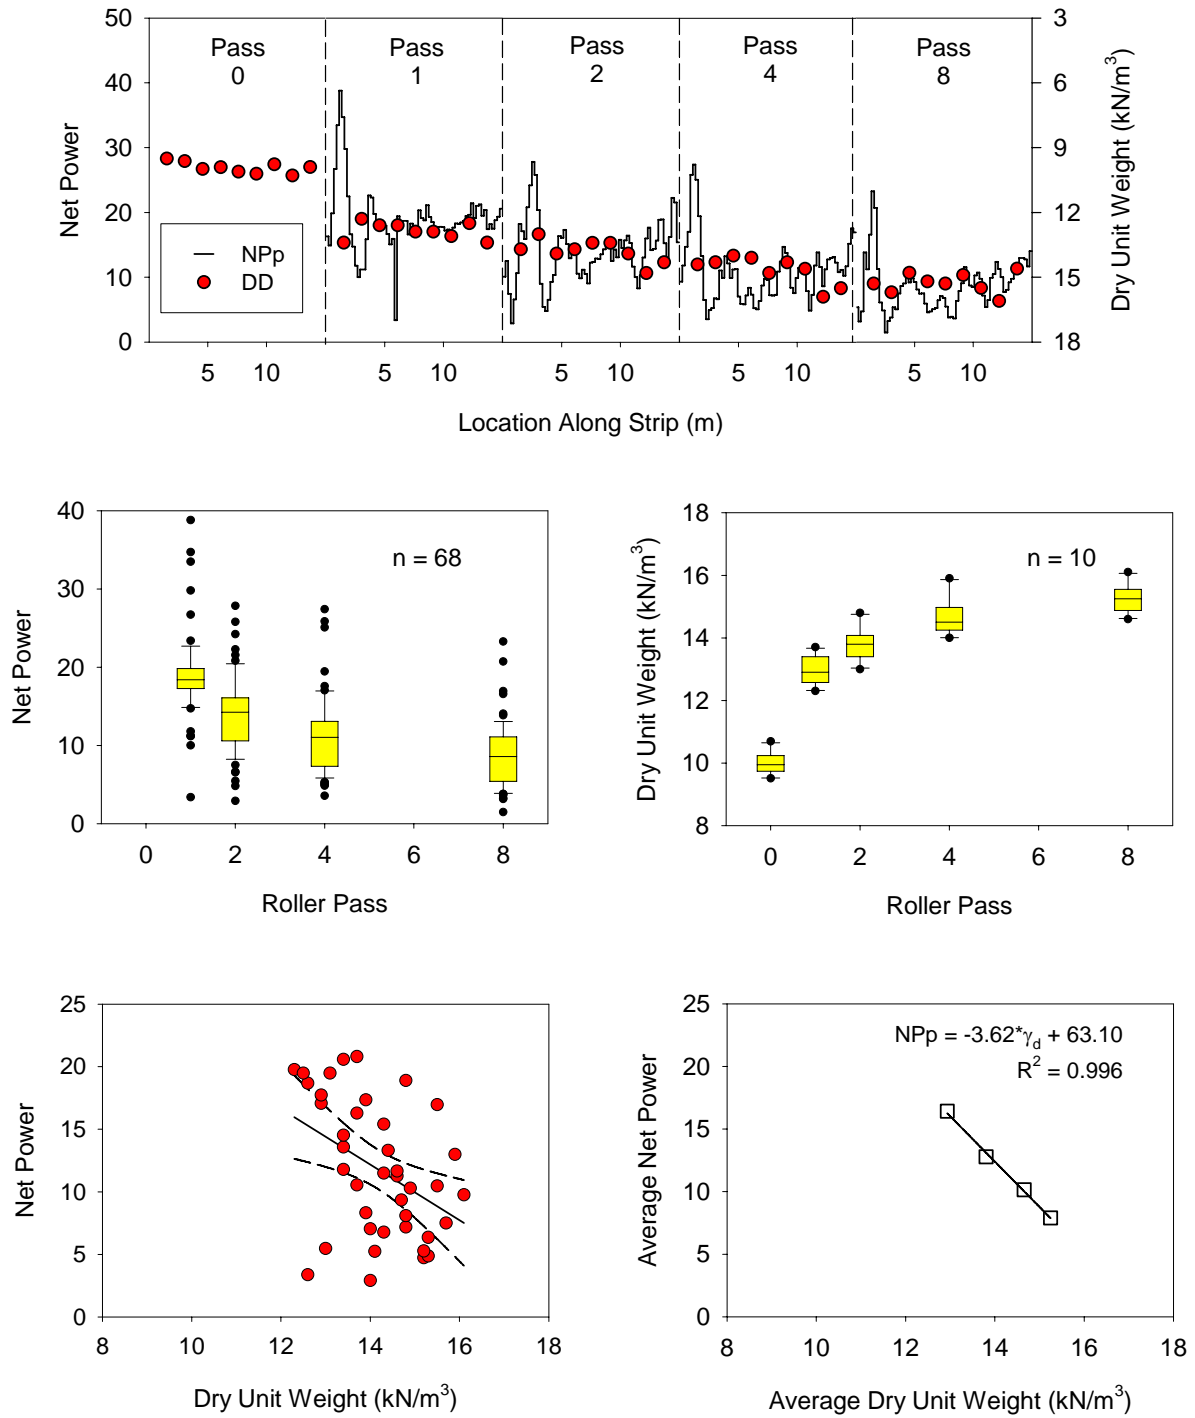 50
40
30
20
10
0
Net Power
Pass
0
Pass
1
Pass
2
Pass
4
Pass
8
NPp
DD
3
6
9
12
15
18
Dry Unit Weight (kN/m³)
5 10 5 10 5 10 5 10 5 10
Location Along Strip (m)
40
30
20
10
0
Net Power
n = 68
0 2 4 6 8
Roller Pass
18
16
14
12
10
8
Dry Unit Weight (kN/m³)
n = 10
0 2 4 6 8
Roller Pass
25
20
15
10
5
0
Net Power
8 10 12 14 16 18
Dry Unit Weight (kN/m³)
25
20
15
10
5
0
Average Net Power
NPp = -3.62*γd + 63.10
R² = 0.996
8 10 12 14 16 18
Average Dry Unit Weight (kN/m³)